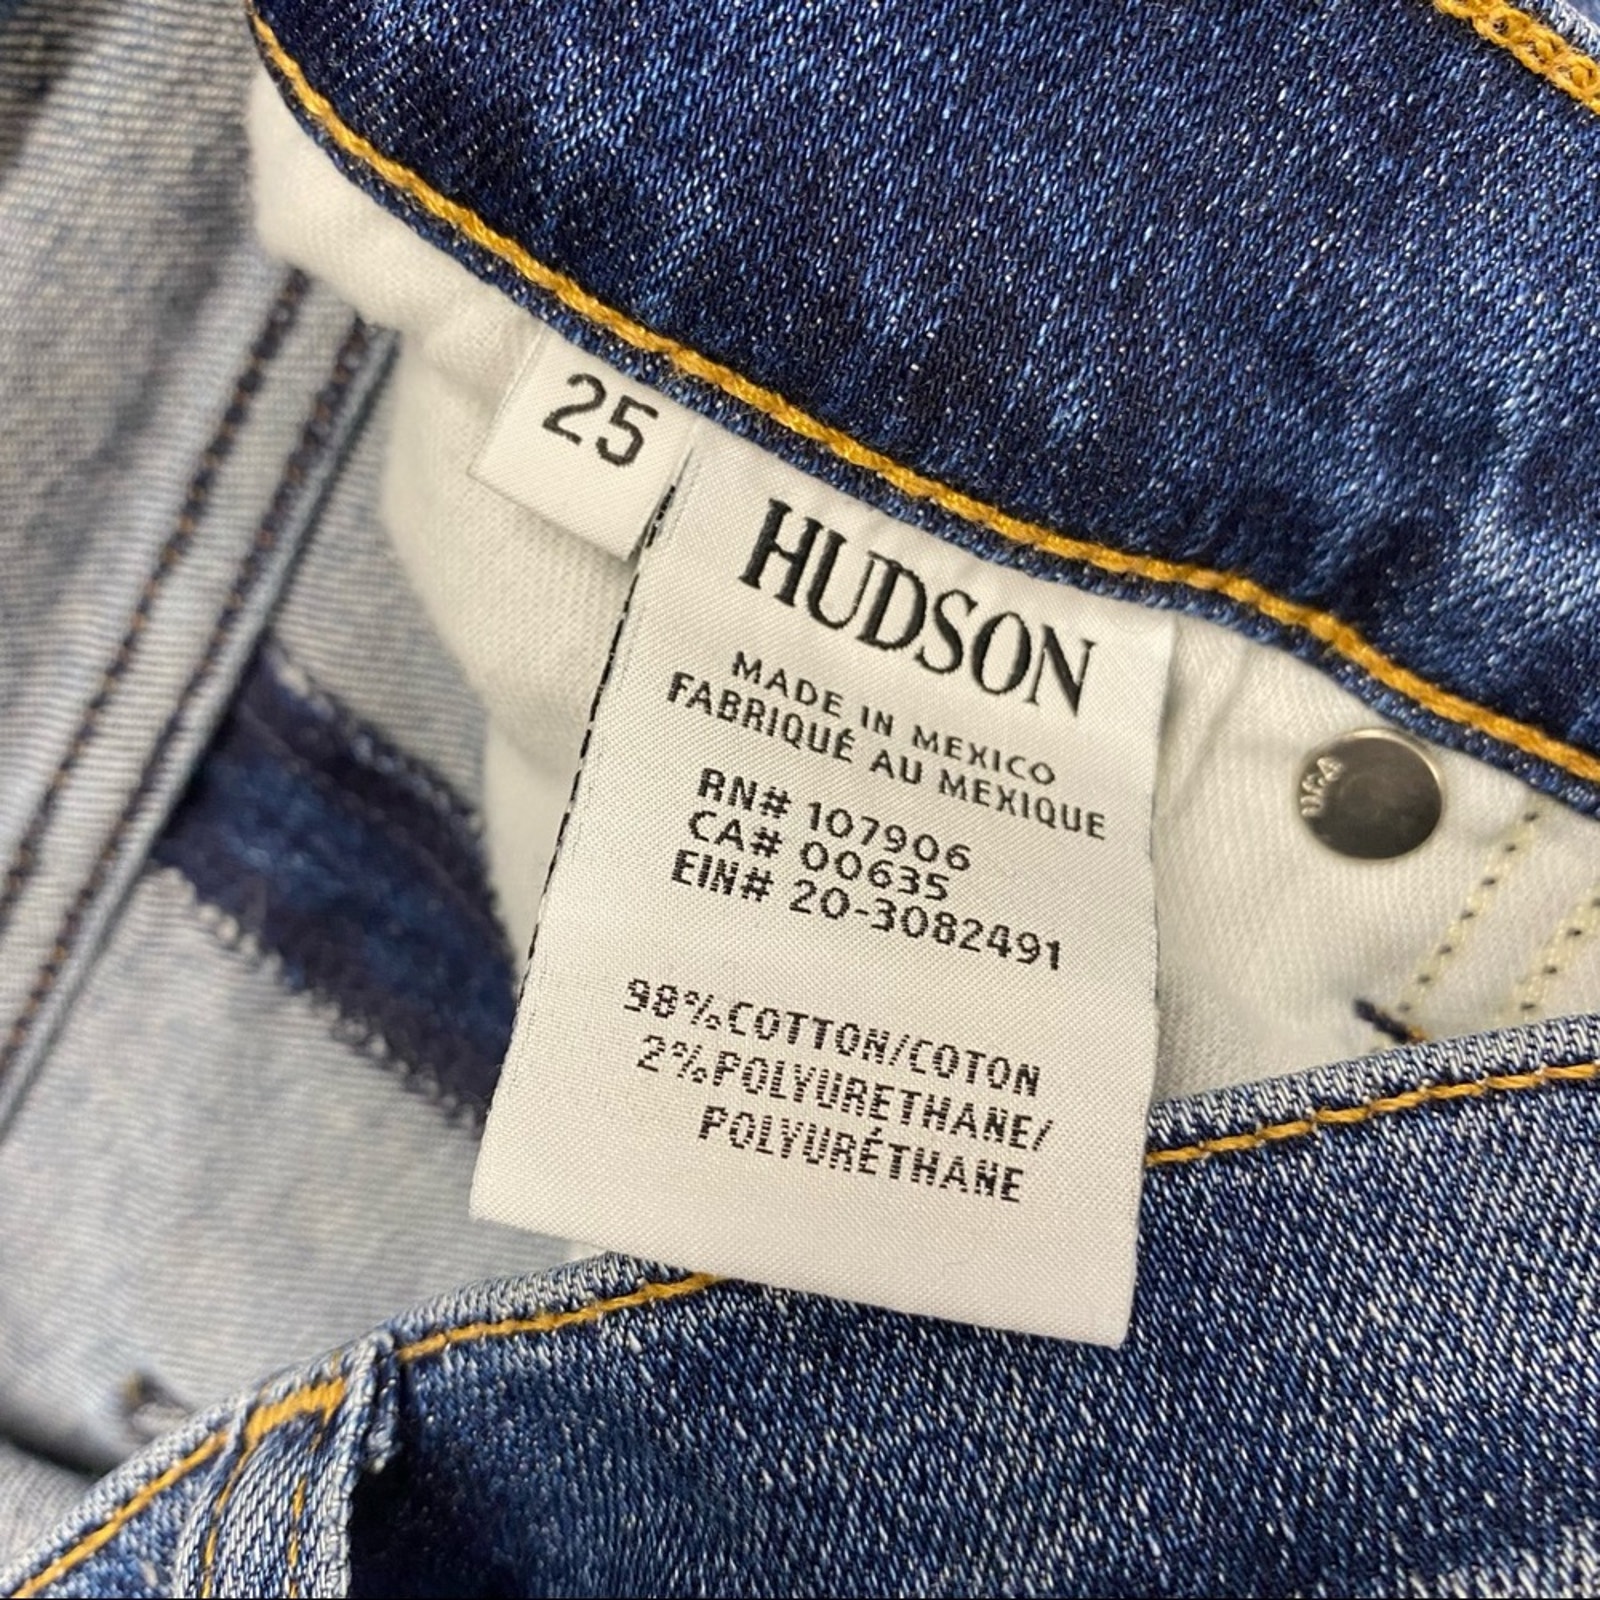 25
HUDSON
MADE IN MEXICO
FABRIQUÉ AU MEXIQUE
RN# 107906
CA# 00635
EIN# 20-3082491
98%COTTON/COTON
2%POLYURETHANE/
POLYURÉTHANE
USA